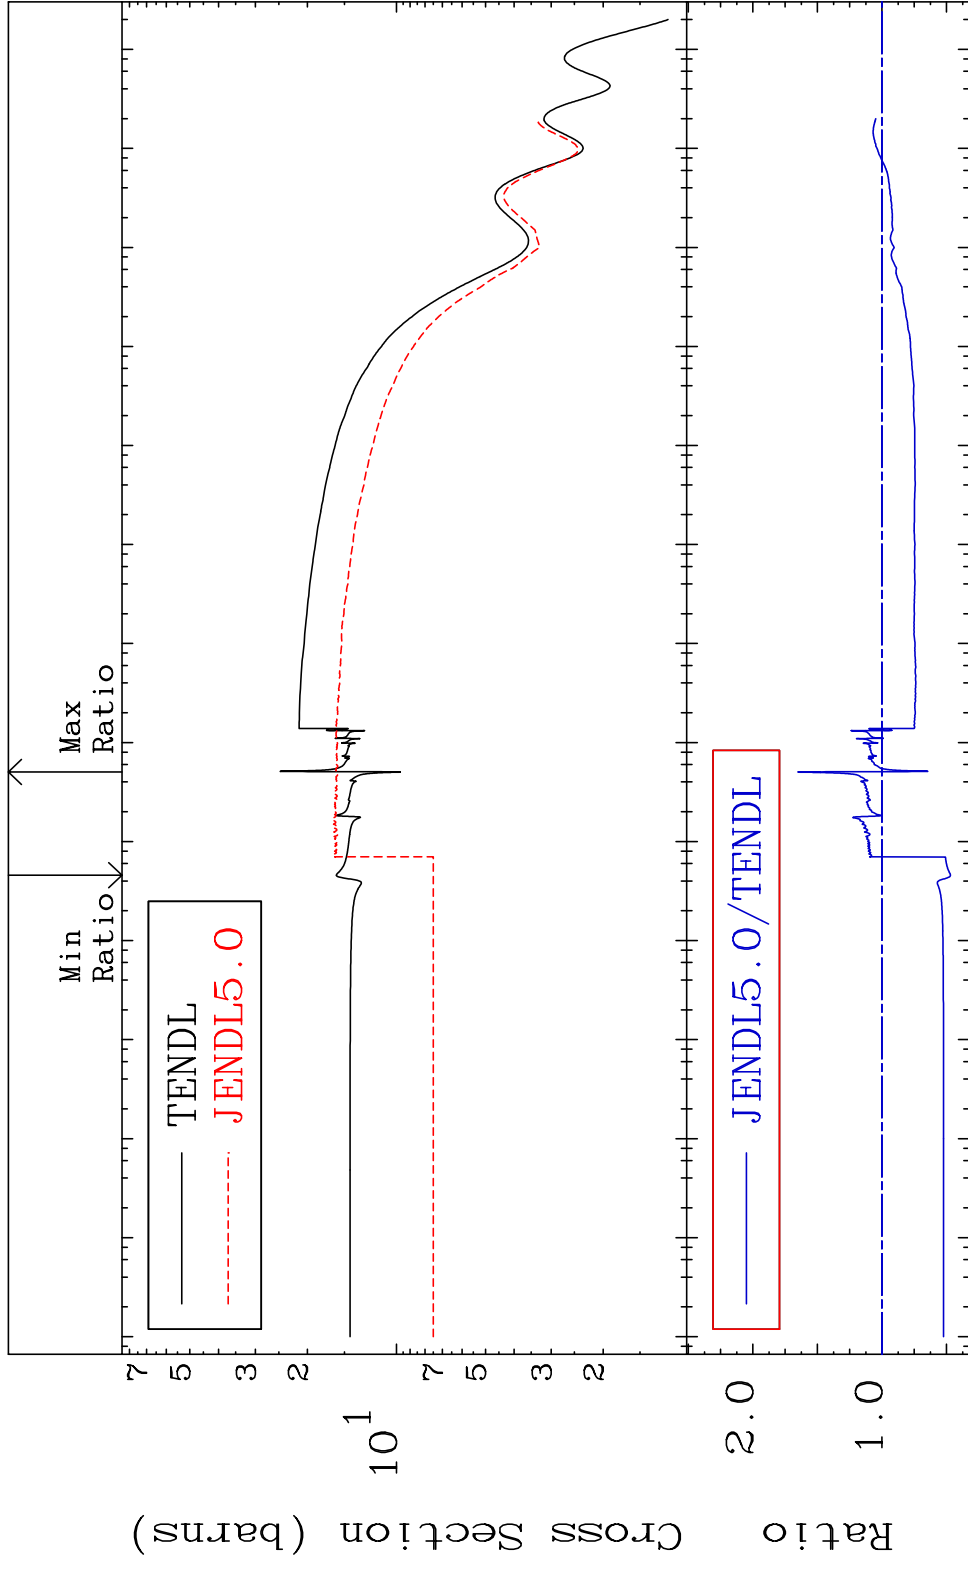 Min
Ratio
Max
Ratio
TENDL
JENDL5.0
7
5
3
2
10 1
7
5
3
2
Cross Section (barns)
JENDL5.0/TENDL
2.0
1.0
Ratio